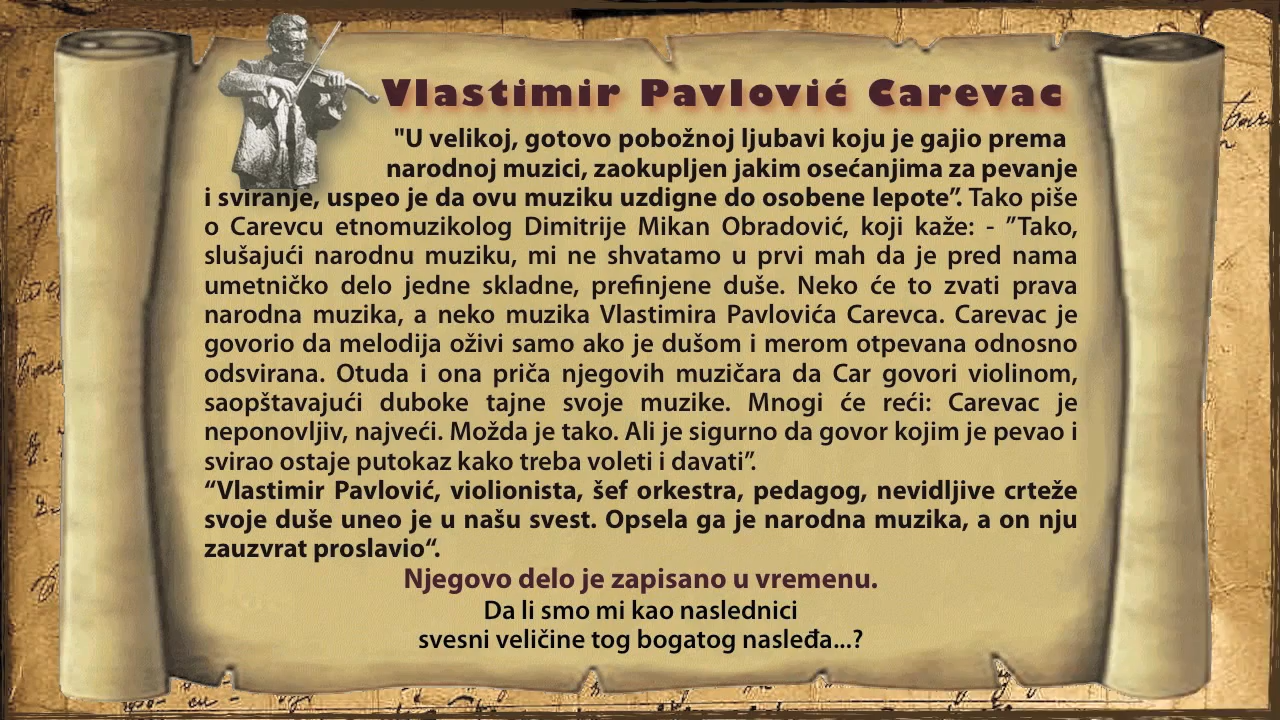 Vlastimir Pavlović Carevac
"U velikoj, gotovo pobožnoj ljubavi koju je gajio prema
narodnoj muzici, zaokupljen jakim osećanjima za pevanje
i sviranje, uspeo je da ovu muziku uzdigne do osobene lepote”. Tako piše
o Carevcu etnomuzikolog Dimitrije Mikan Obradović, koji kaže: - ”Tako,
slušajući narodnu muziku, mi ne shvatamo u prvi mah da je pred nama
umetničko delo jedne skladne, prefinjene duše. Neko će to zvati prava
narodna muzika, a neko muzika Vlastimira Pavlovića Carevca. Carevac je
govorio da melodija oživi samo ako je dušom i merom otpevana odnosno
odsvirana. Otuda i ona priča njegovih muzičara da Car govori violinom,
saopštavajući duboke tajne svoje muzike. Mnogi će reći: Carevac je
neponovljiv, najveći. Možda je tako. Ali je sigurno da govor kojim je pevao i
svirao ostaje putokaz kako treba voleti i davati”.
“Vlastimir Pavlović, violionista, šef orkestra, pedagog, nevidljive crteže
svoje duše uneo je u našu svest. Opsela ga je narodna muzika, a on nju
zauzvrat proslavio“.
Njegovo delo je zapisano u vremenu.
Da li smo mi kao naslednici
svesni veličine tog bogatog nasleđa...?